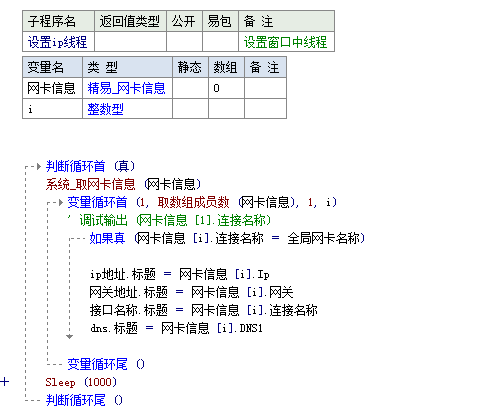 子程序名 返回值类型 公开 易包 备 注
设置ip线程 设置窗口中线程
变量名 类 型 静态 数组 备 注
网卡信息 精易_网卡信息 0
i 整数型
判断循环首 (真)
系统_取网卡信息 (网卡信息)
变量循环首 (1, 取数组成员数 (网卡信息), 1, i)
' 调试输出 (网卡信息 [1].连接名称)
如果真 (网卡信息 [i].连接名称 = 全局网卡名称)
ip地址.标题 = 网卡信息 [i].Ip
网关地址.标题 = 网卡信息 [i].网关
接口名称.标题 = 网卡信息 [i].连接名称
dns.标题 = 网卡信息 [i].DNS1
变量循环尾 ()
+ Sleep (1000)
判断循环尾 ()